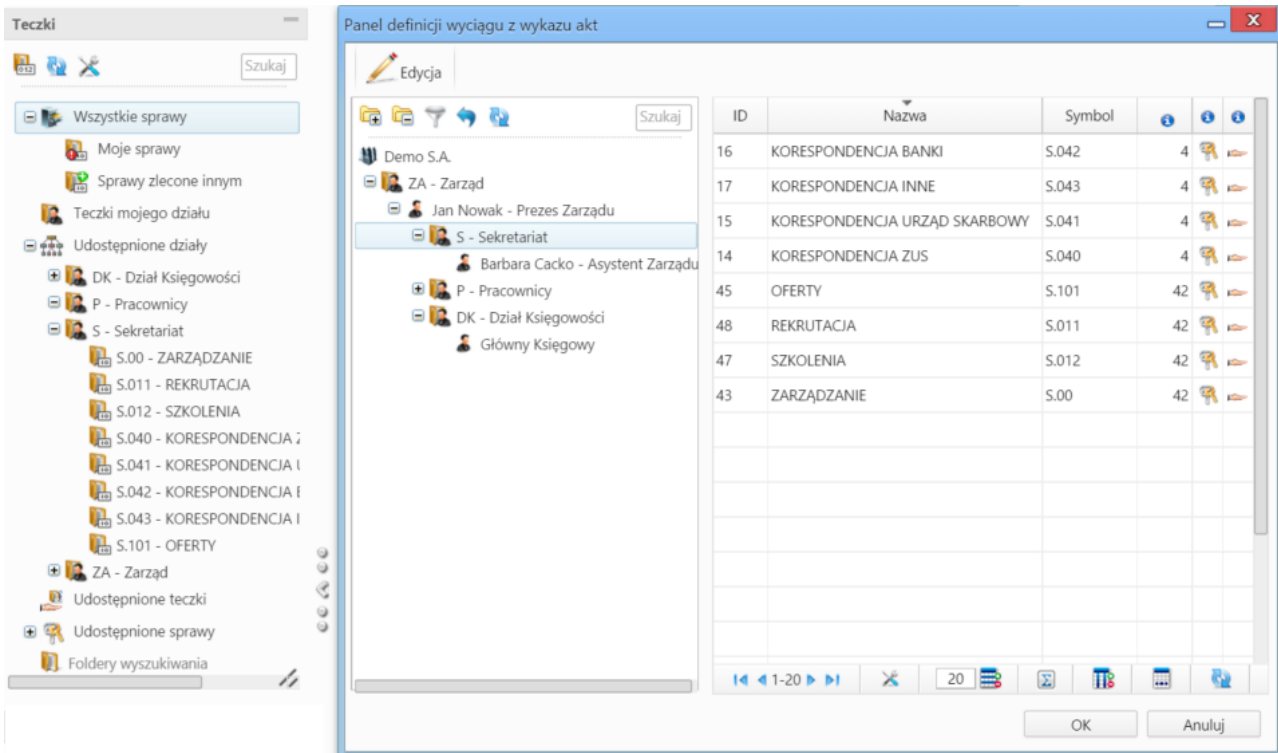 Teczki
Szukaj
Wszystkie sprawy
Moje sprawy
Sprawy zlecone innym
Teczki mojego działu
Udostępnione działy
DK - Dział Księgowości
P - Pracownicy
S - Sekretariat
S.00 - ZARZĄDZANIE
S.011 - REKRUTACJA
S.012 - SZKOLENIA
S.040 - KORESPONDENCJA Z
S.041 - KORESPONDENCJA U
S.042 - KORESPONDENCJA B
S.043 - KORESPONDENCJA I
S.101 - OFERTY
ZA - Zarząd
Udostępnione teczki
Udostępnione sprawy
Foldery wyszukiwania
Panel definicji wyciągu z wykazu akt
Edycja
Szukaj
Demo S.A.
ZA - Zarząd
Jan Nowak - Prezes Zarządu
S - Sekretariat
Barbara Cacko - Asystent Zarządu
P - Pracownicy
DK - Dział Księgowości
Główny Księgowy
ID Nazwa Symbol
16 KORESPONDENCJA BANKI S.042 4
17 KORESPONDENCJA INNE S.043 4
15 KORESPONDENCJA URZĄD SKARBOWY S.041 4
14 KORESPONDENCJA ZUS S.040 4
45 OFERTY S.101 42
48 REKRUTACJA S.011 42
47 SZKOLENIA S.012 42
43 ZARZĄDZANIE S.00 42
1-20 20
OK Anuluj